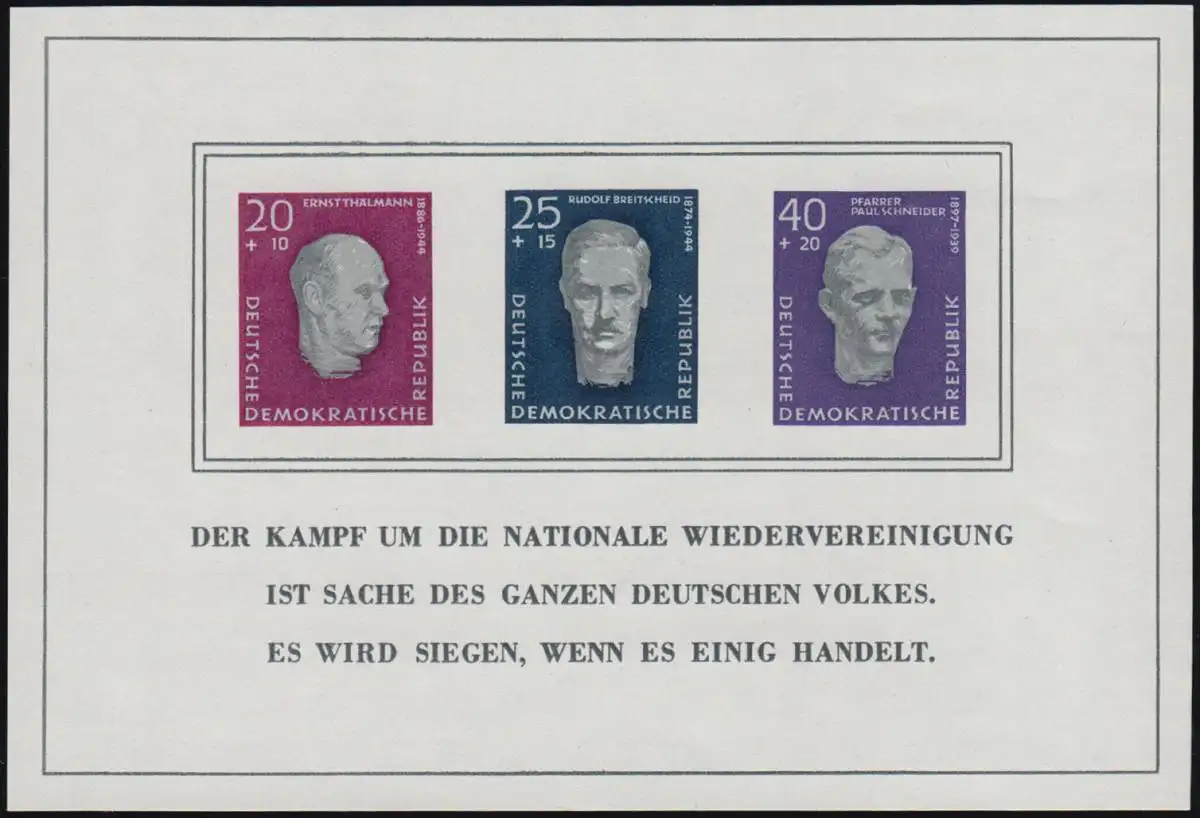 20
+ 10
ERNST THÄLMANN
1886-1944
DEUTSCHE
DEMOKRATISCHE
REPUBLIK
25
+ 15
RUDOLF BREITSCHEID
1874-1944
DEUTSCHE
DEMOKRATISCHE
REPUBLIK
40
+ 20
PFARRER
PAUL SCHNEIDER
1897-1939
DEUTSCHE
DEMOKRATISCHE
REPUBLIK
DER KAMPF UM DIE NATIONALE WIEDERVEREINIGUNG
IST SACHE DES GANZEN DEUTSCHEN VOLKES.
ES WIRD SIEGEN, WENN ES EINIG HANDELT.